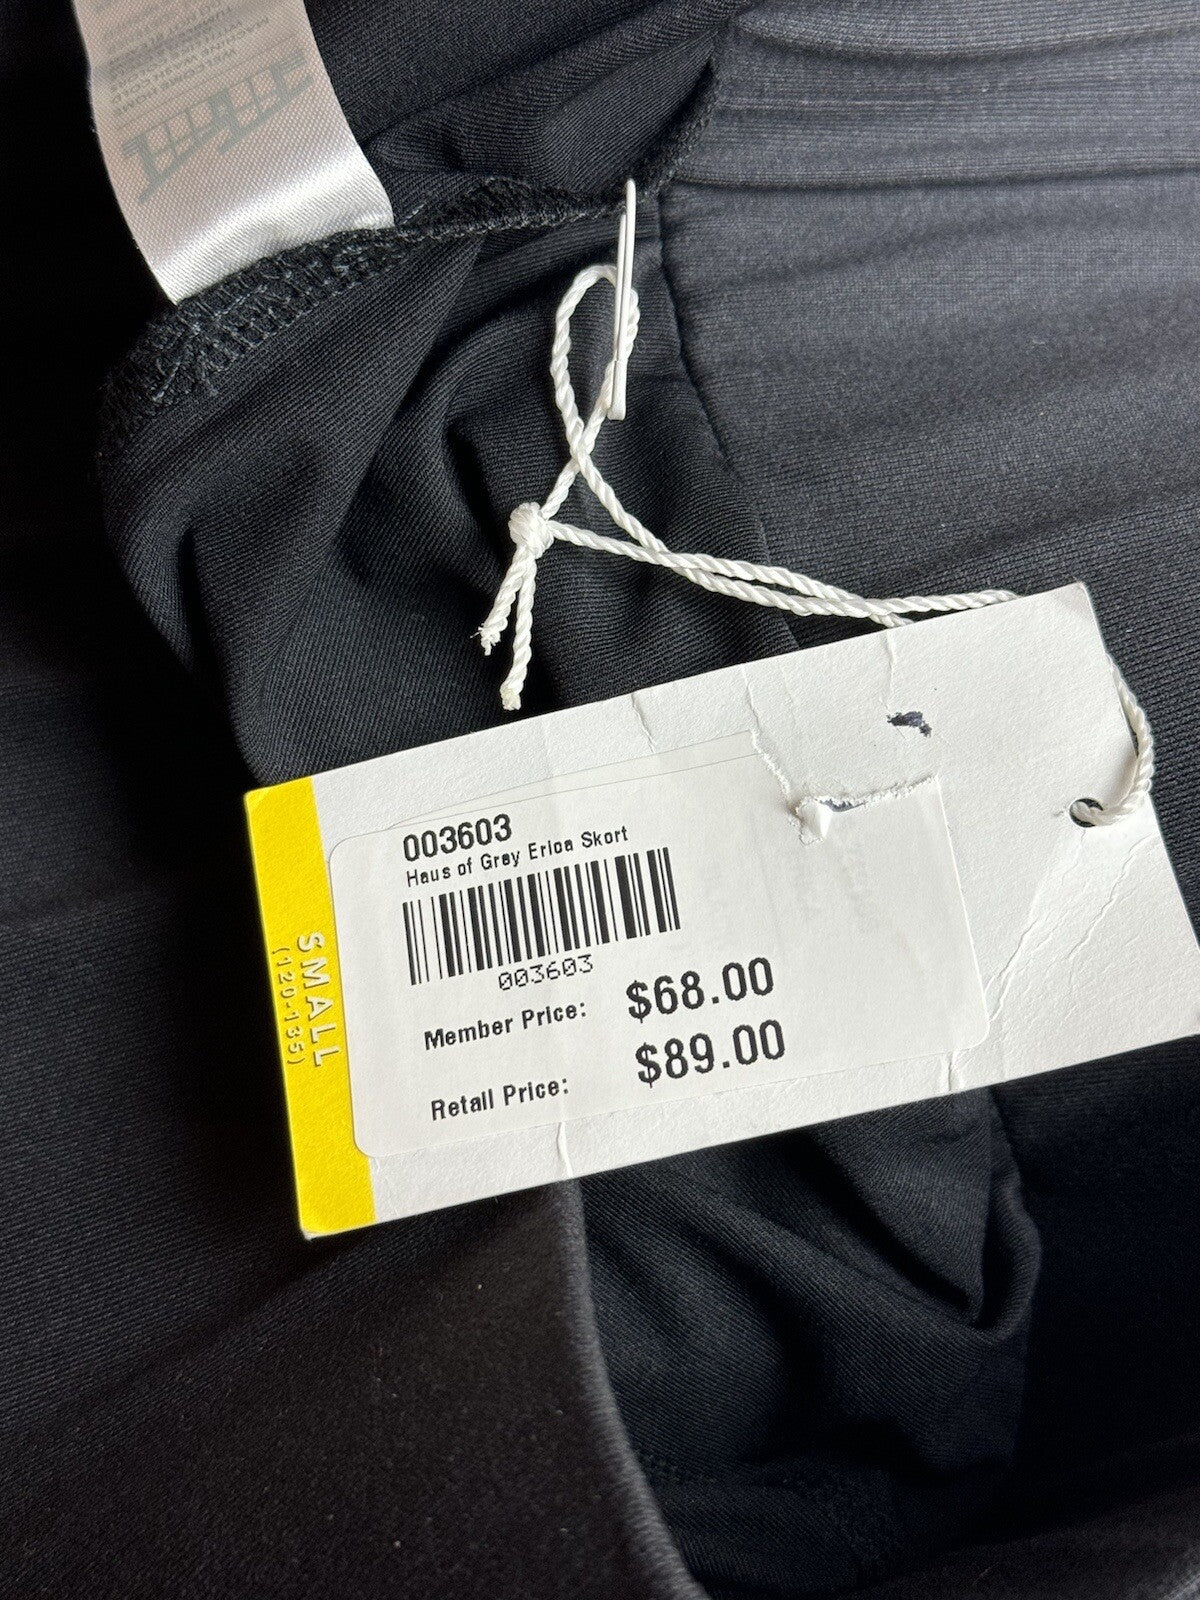 003603
Haus of Grey Erica Skort
003603
Member Price: $68.00
Retail Price: $89.00
SMALL
(120-135)